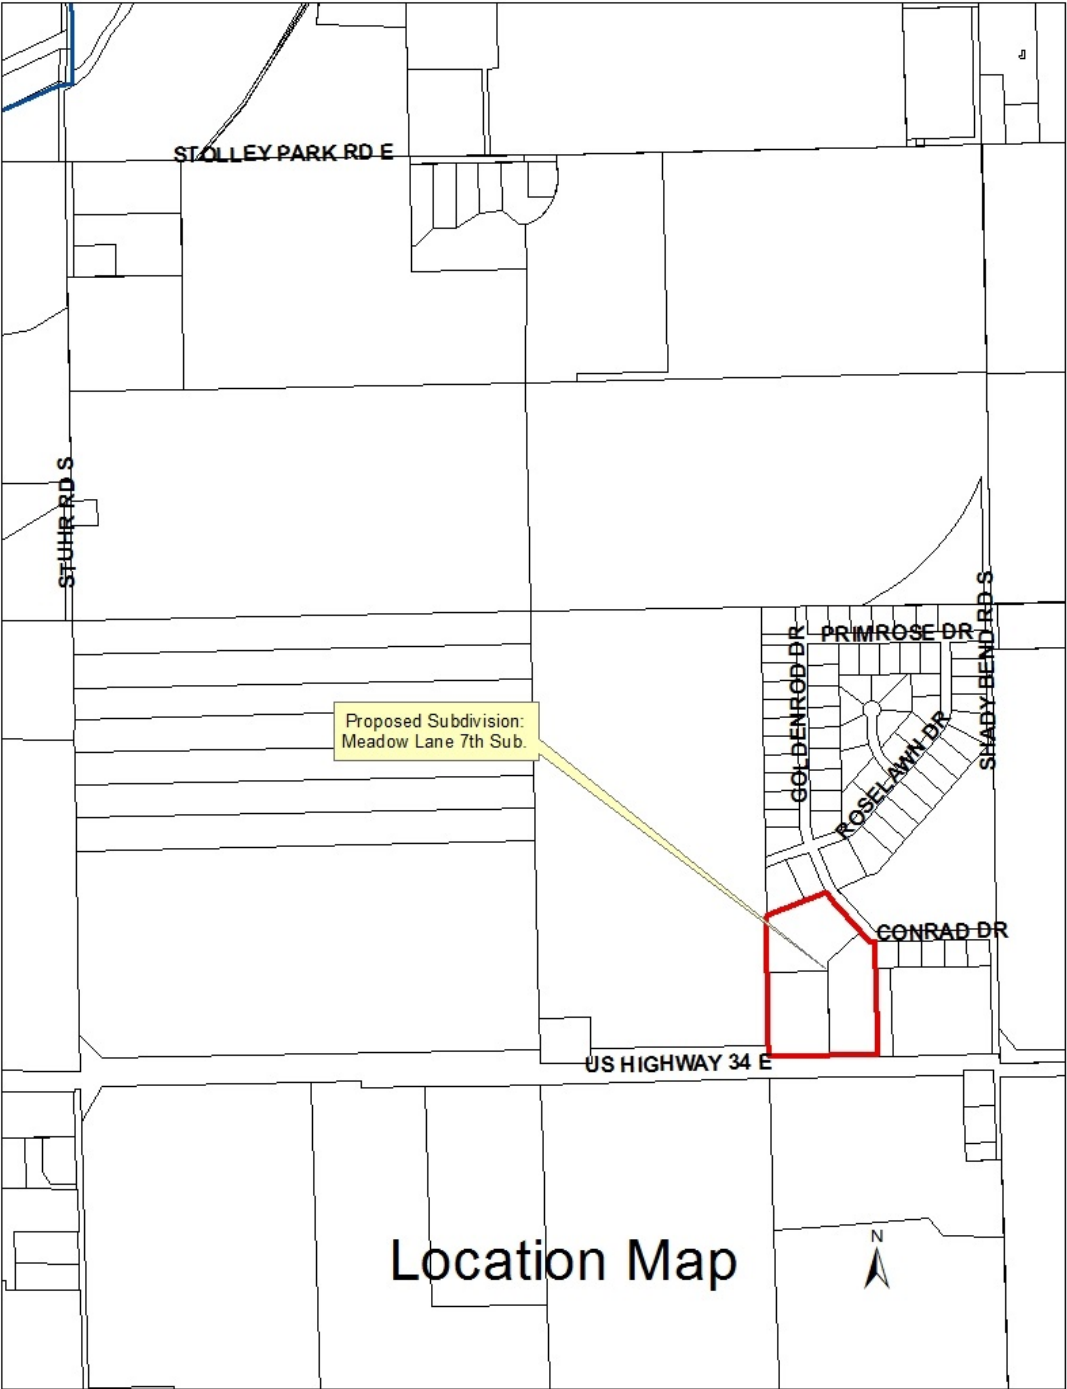 STOLLEY PARK RD E
STUHR RD S
PRIMROSE DR
GOLDENROD DR
SHADY BEND RD S
Proposed Subdivision:
Meadow Lane 7th Sub.
ROSELAWN DR
CONRAD DR
US HIGHWAY 34 E
N
Location Map